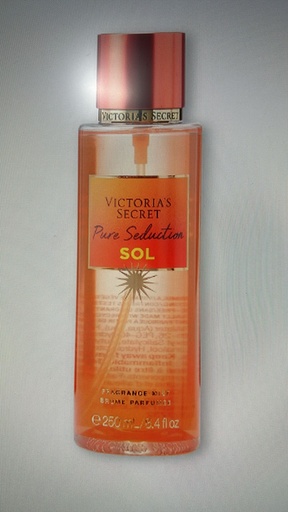 VICTORIA'S SECRET
VICTORIA'S
SECRET
Pure Seduction
SOL
FRAGRANCE MIST
BRUME PARFUMÉE
℮250 mL/8.4 fl oz